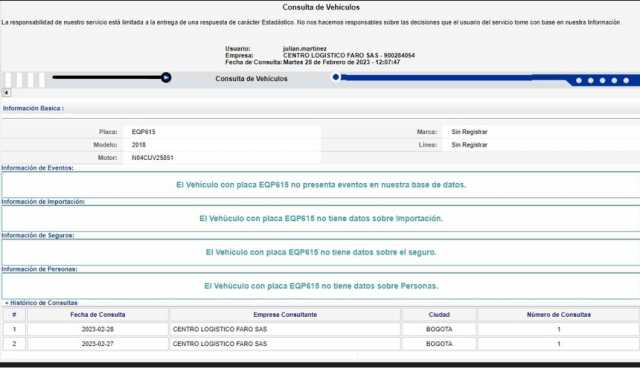 Consulta de Vehículos
La responsabilidad de nuestro servicio está limitada a la entrega de una respuesta de carácter Estadístico. No nos hacemos responsables sobre las decisiones que el usuario del servicio tome con base en nuestra Información.
Usuario: julian.martinez
Empresa: CENTRO LOGISTICO FARO SAS - 900284054
Fecha de Consulta: Martes 28 de Febrero de 2023 - 12:07:47
Consulta de Vehículos
Información Basica :
Placa: EQP615 Marca: Sin Registrar
Modelo: 2018 Linea: Sin Registrar
Motor: N04CUV25851
Información de Eventos:
El Vehículo con placa EQP615 no presenta eventos en nuestra base de datos.
Información de Importación:
El Vehúculo con placa EQP615 no tiene datos sobre Importación.
Información de Seguros:
El Vehículo con placa EQP615 no tiene datos sobre el seguro.
Información de Personas:
El Vehúculo con placa EQP615 no tiene datos sobre Personas.
+ Histórico de Consultas
# Fecha de Consulta Empresa Consultante Ciudad Número de Consultas
1 2023-02-28 CENTRO LOGISTICO FARO SAS BOGOTA 1
2 2023-02-27 CENTRO LOGISTICO FARO SAS BOGOTA 1